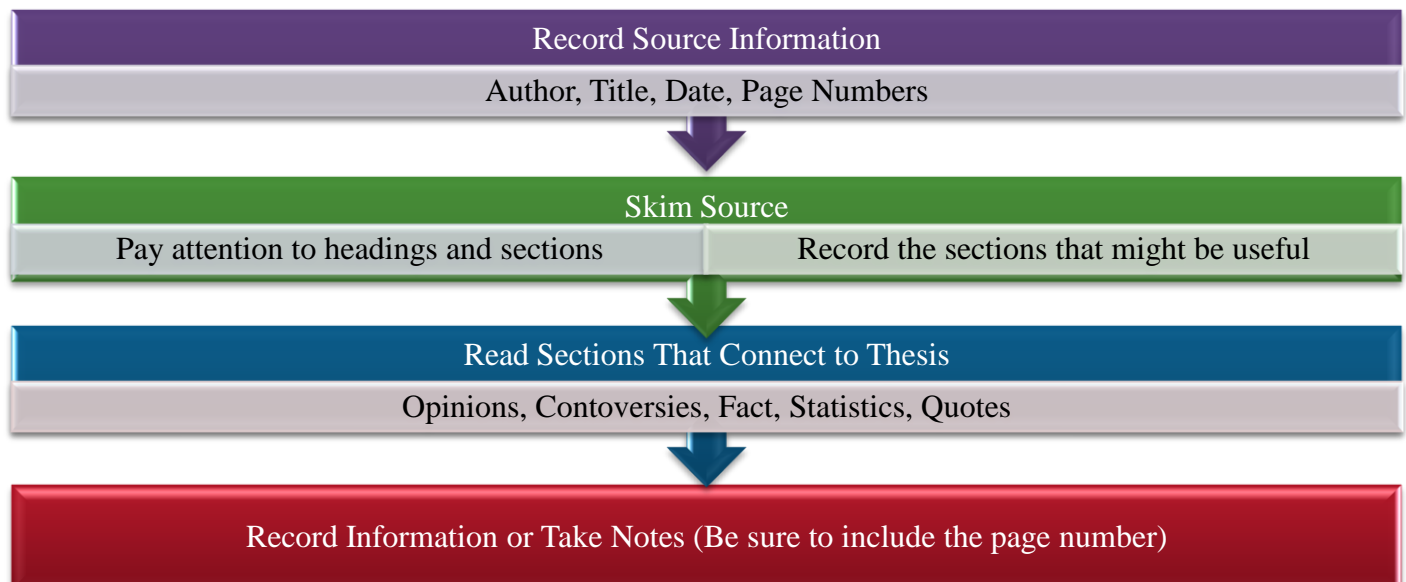 Record Source Information
Author, Title, Date, Page Numbers
Skim Source
Pay attention to headings and sections
Record the sections that might be useful
Read Sections That Connect to Thesis
Opinions, Contoversies, Fact, Statistics, Quotes
Record Information or Take Notes (Be sure to include the page number)